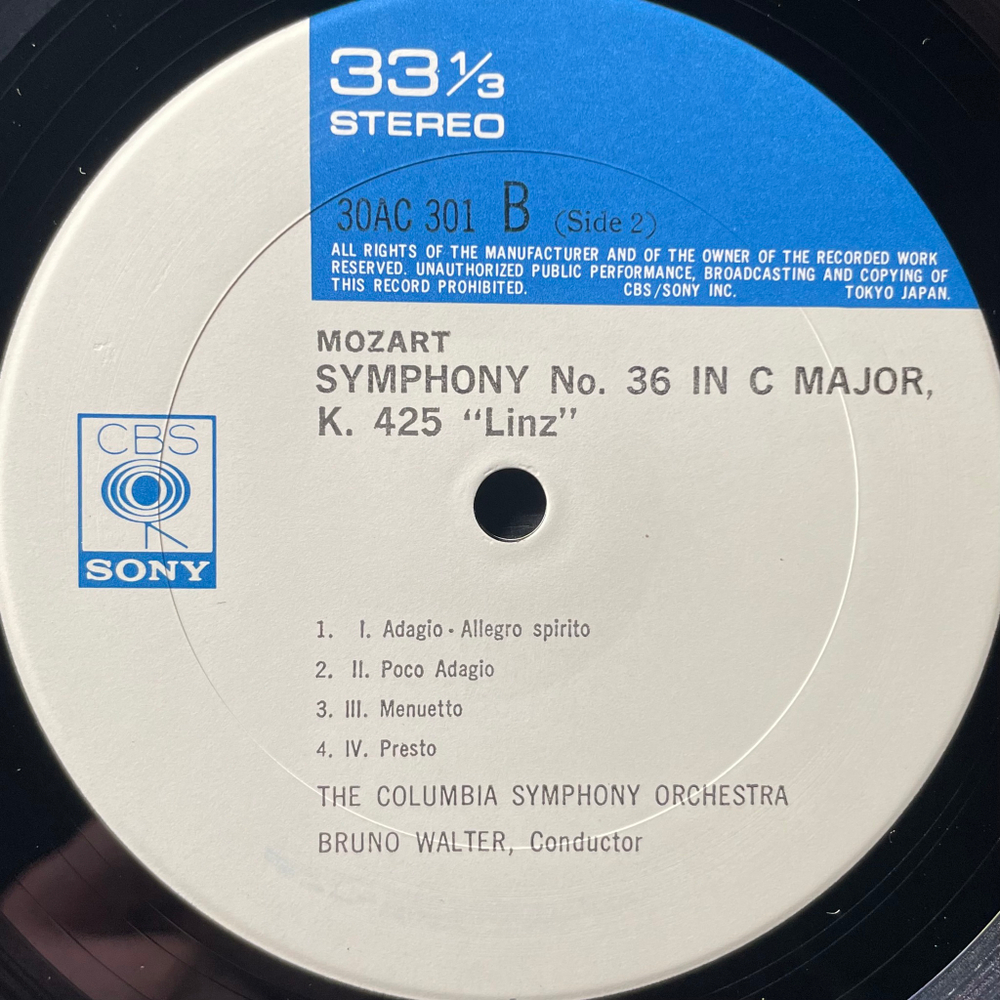 33 1/3
STEREO
30AC 301 B (Side 2)
ALL RIGHTS OF THE MANUFACTURER AND OF THE OWNER OF THE RECORDED WORK
RESERVED. UNAUTHORIZED PUBLIC PERFORMANCE, BROADCASTING AND COPYING OF
THIS RECORD PROHIBITED. CBS/SONY INC. TOKYO JAPAN.
MOZART
SYMPHONY No. 36 IN C MAJOR,
K. 425 “Linz”
CBS
SONY
1. I. Adagio - Allegro spirito
2. II. Poco Adagio
3. III. Menuetto
4. IV. Presto
THE COLUMBIA SYMPHONY ORCHESTRA
BRUNO WALTER, Conductor